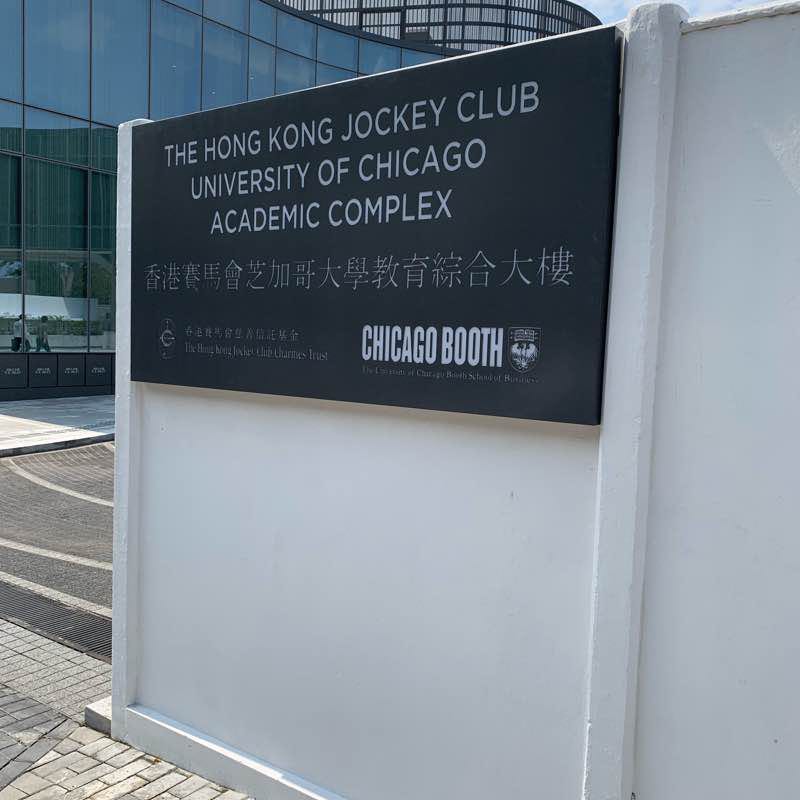 THE HONG KONG JOCKEY CLUB
UNIVERSITY OF CHICAGO
ACADEMIC COMPLEX
香港賽馬會芝加哥大學教育綜合大樓
香港賽馬會慈善信託基金
The Hong Kong Jockey Club Charities Trust
CHICAGO BOOTH
The University of Chicago Booth School of Business